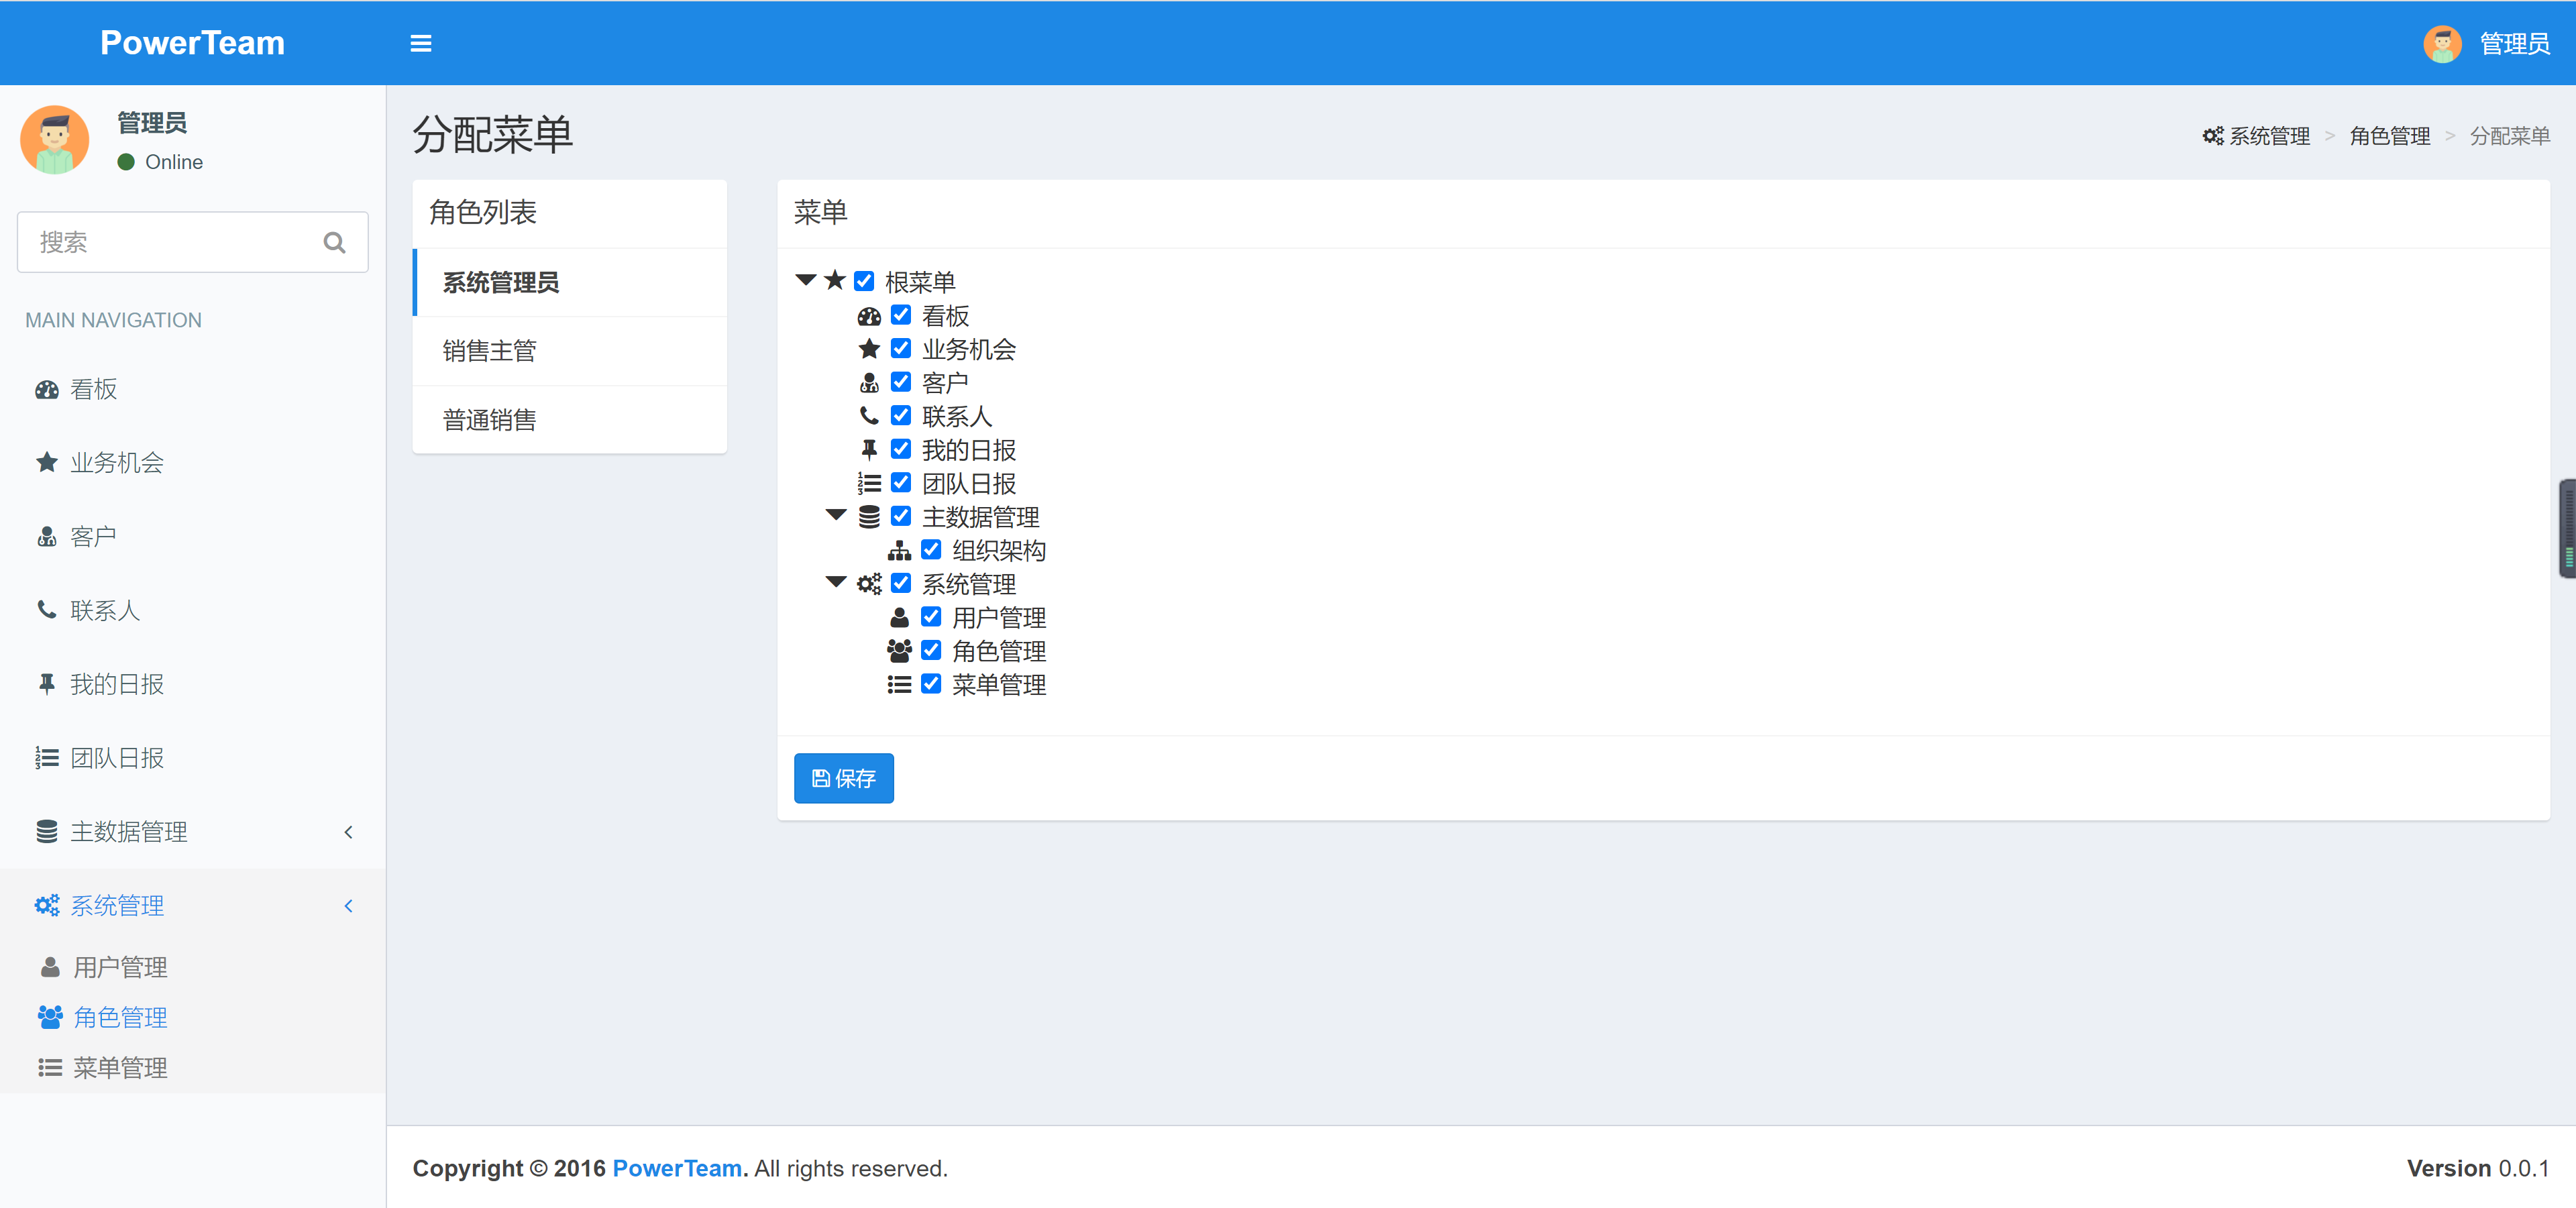 PowerTeam
管理员
管理员
Online
搜索
MAIN NAVIGATION
看板
业务机会
客户
联系人
我的日报
团队日报
主数据管理
系统管理
用户管理
角色管理
菜单管理
分配菜单
系统管理 > 角色管理 > 分配菜单
角色列表
系统管理员
销售主管
普通销售
菜单
根菜单
看板
业务机会
客户
联系人
我的日报
团队日报
主数据管理
组织架构
系统管理
用户管理
角色管理
菜单管理
保存
Copyright © 2016 PowerTeam. All rights reserved.
Version 0.0.1